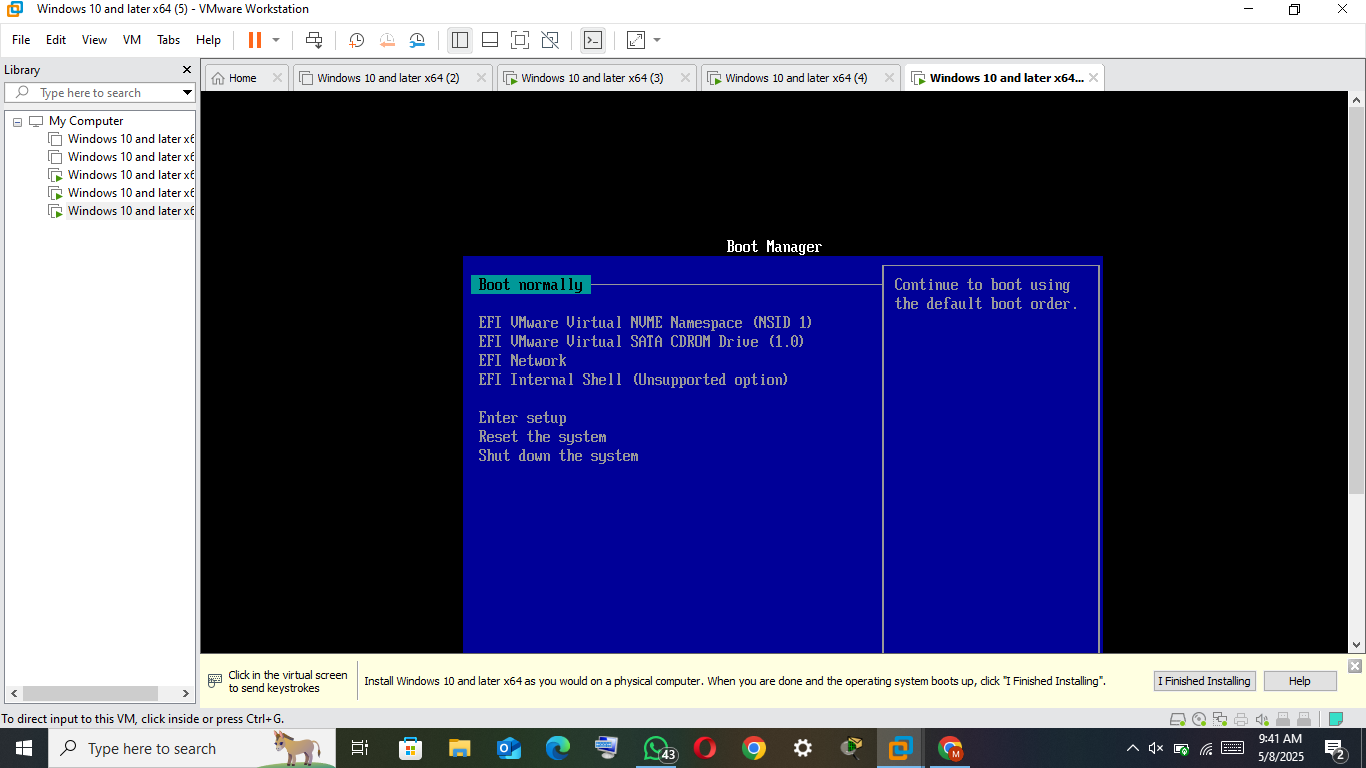 Windows 10 and later x64 (5) - VMware Workstation
File Edit View VM Tabs Help
Library
Type here to search
My Computer
Windows 10 and later x6
Windows 10 and later x6
Windows 10 and later x6
Windows 10 and later x6
Windows 10 and later x6
Home
Windows 10 and later x64 (2)
Windows 10 and later x64 (3)
Windows 10 and later x64 (4)
Windows 10 and later x64...
Boot Manager
Boot normally
EFI VMware Virtual NVME Namespace (NSID 1)
EFI VMware Virtual SATA CDROM Drive (1.0)
EFI Network
EFI Internal Shell (Unsupported option)
Enter setup
Reset the system
Shut down the system
Continue to boot using
the default boot order.
Click in the virtual screen
to send keystrokes
Install Windows 10 and later x64 as you would on a physical computer. When you are done and the operating system boots up, click "I Finished Installing".
I Finished Installing
Help
To direct input to this VM, click inside or press Ctrl+G.
Type here to search
43
M
9:41 AM
5/8/2025
2